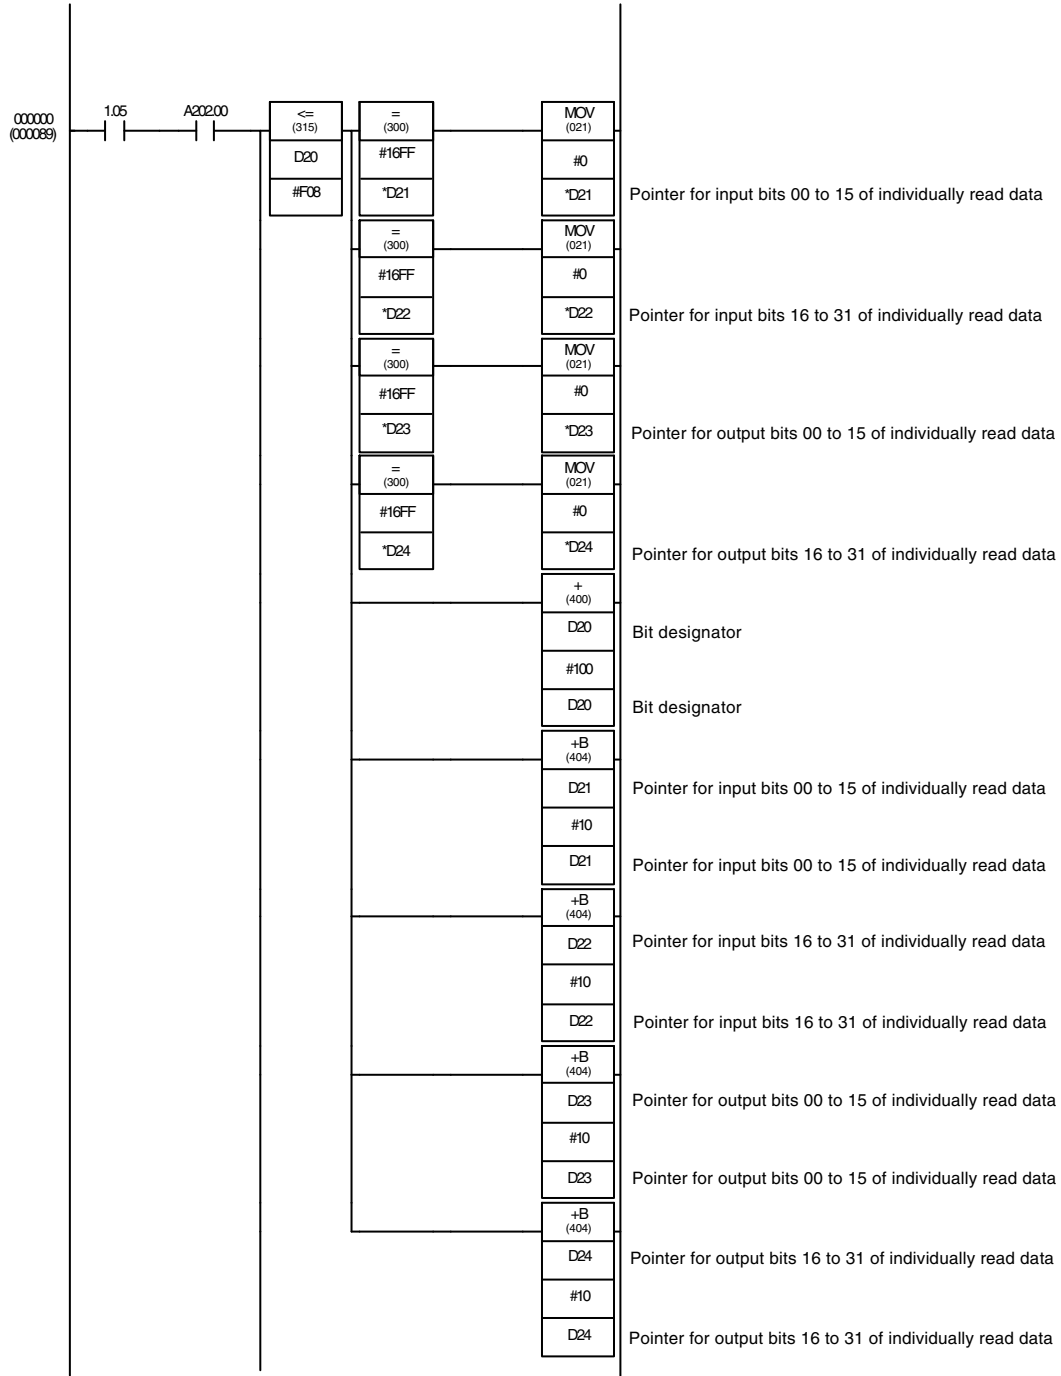 000000
(000089)
1.05
A202.00
<=
(315)
D20
#F08
=
(300)
#16FF
*D21
MOV
(021)
#0
*D21
Pointer for input bits 00 to 15 of individually read data
=
(300)
#16FF
*D22
MOV
(021)
#0
*D22
Pointer for input bits 16 to 31 of individually read data
=
(300)
#16FF
*D23
MOV
(021)
#0
*D23
Pointer for output bits 00 to 15 of individually read data
=
(300)
#16FF
*D24
MOV
(021)
#0
*D24
Pointer for output bits 16 to 31 of individually read data
+
(400)
D20
Bit designator
#100
D20
Bit designator
+B
(404)
D21
Pointer for input bits 00 to 15 of individually read data
#10
D21
Pointer for input bits 00 to 15 of individually read data
+B
(404)
D22
Pointer for input bits 16 to 31 of individually read data
#10
D22
Pointer for input bits 16 to 31 of individually read data
+B
(404)
D23
Pointer for output bits 00 to 15 of individually read data
#10
D23
Pointer for output bits 00 to 15 of individually read data
+B
(404)
D24
Pointer for output bits 16 to 31 of individually read data
#10
D24
Pointer for output bits 16 to 31 of individually read data